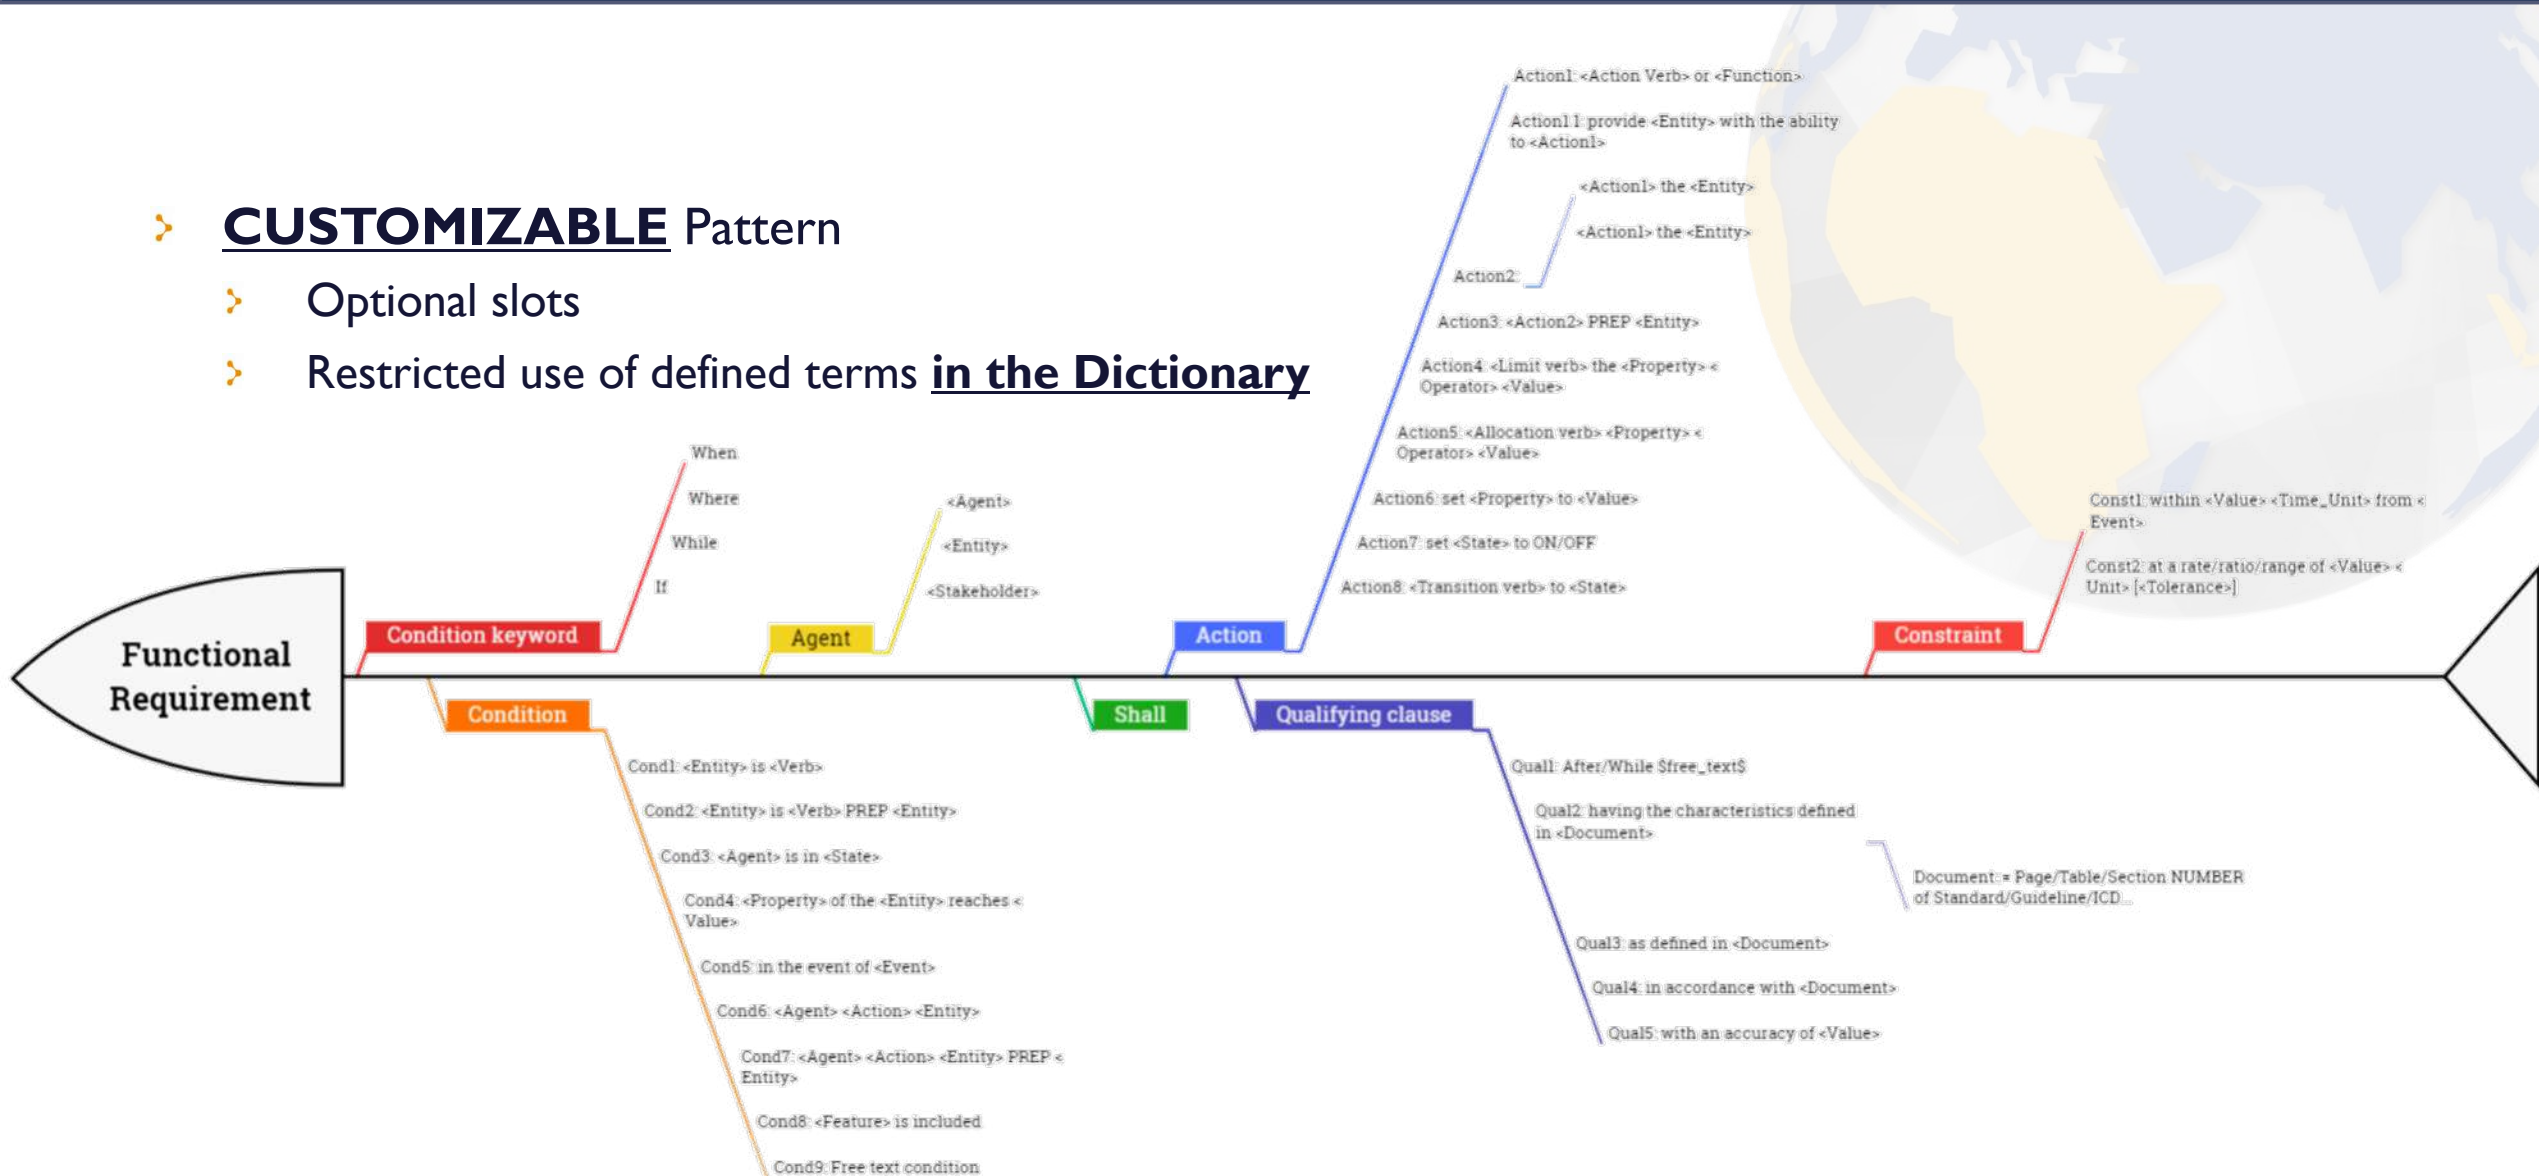 CUSTOMIZABLE Pattern
Optional slots
Restricted use of defined terms in the Dictionary
Functional
Requirement
Condition keyword
When
Where
While
If
Condition
Cond1: <Entity> is <Verb>
Cond2: <Entity> is <Verb> PREP <Entity>
Cond3: <Agent> is in <State>
Cond4: <Property> of the <Entity> reaches <
Value>
Cond5: in the event of <Event>
Cond6: <Agent> <Action> <Entity>
Cond7: <Agent> <Action> <Entity> PREP <
Entity>
Cond8: <Feature> is included
Cond9: Free text condition
Agent
<Agent>
<Entity>
<Stakeholder>
Shall
Action
Action1: <Action Verb> or <Function>
Action1 1: provide <Entity> with the ability
to <Action1>
<Action1> the <Entity>
<Action1> the <Entity>
Action2:
Action3: <Action2> PREP <Entity>
Action4: <Limit verb> the <Property> <
Operator> <Value>
Action5: <Allocation verb> <Property> <
Operator> <Value>
Action6: set <Property> to <Value>
Action7: set <State> to ON/OFF
Action8: <Transition verb> to <State>
Qualifying clause
Qual1: After/While $free_text$
Qual2: having the characteristics defined
in <Document>
Document: = Page/Table/Section NUMBER
of Standard/Guideline/ICD...
Qual3: as defined in <Document>
Qual4: in accordance with <Document>
Qual5: with an accuracy of <Value>
Constraint
Const1: within <Value> <Time_Unit> from <
Event>
Const2: at a rate/ratio/range of <Value> <
Unit> [<Tolerance>]